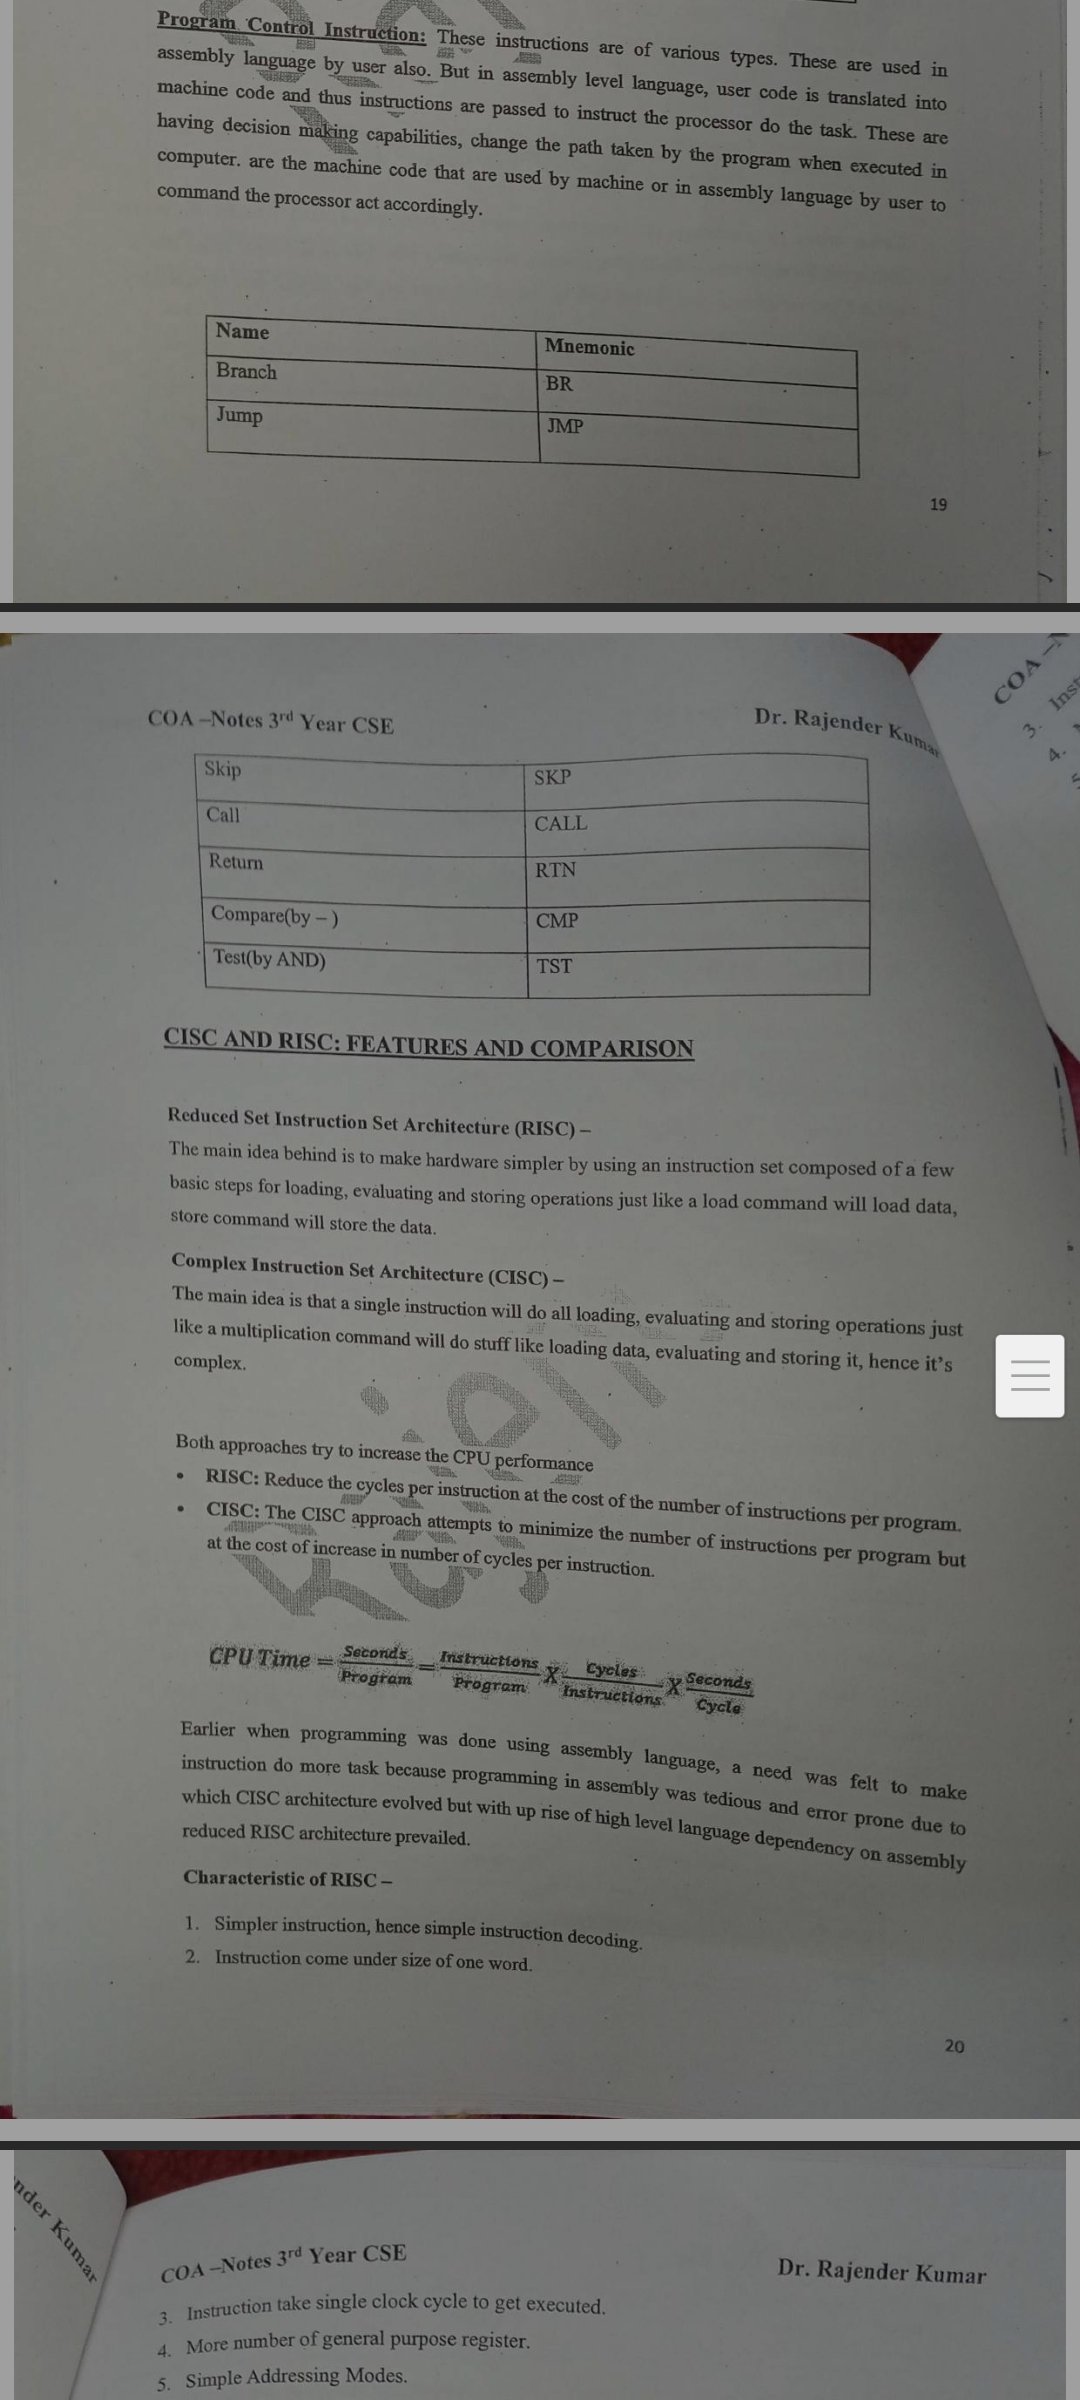 Program Control Instruction: These instructions are of various types. These are used in
assembly language by user also. But in assembly level language, user code is translated into
machine code and thus instructions are passed to instruct the processor do the task. These are
having decision making capabilities, change the path taken by the program when executed in
computer. are the machine code that are used by machine or in assembly language by user to
command the processor act accordingly.
Name Mnemonic
Branch BR
Jump JMP
19
COA –Notes 3rd Year CSE Dr. Rajender Kumar
COA –
3. Inst
4.
5
Skip SKP
Call CALL
Return RTN
Compare(by – ) CMP
Test(by AND) TST
CISC AND RISC: FEATURES AND COMPARISON
Reduced Set Instruction Set Architecture (RISC) –
The main idea behind is to make hardware simpler by using an instruction set composed of a few
basic steps for loading, evaluating and storing operations just like a load command will load data,
store command will store the data.
Complex Instruction Set Architecture (CISC) –
The main idea is that a single instruction will do all loading, evaluating and storing operations just
like a multiplication command will do stuff like loading data, evaluating and storing it, hence it’s
complex.
Both approaches try to increase the CPU performance
• RISC: Reduce the cycles per instruction at the cost of the number of instructions per program.
• CISC: The CISC approach attempts to minimize the number of instructions per program but
at the cost of increase in number of cycles per instruction.
CPU Time = Seconds/Program = Instructions/Program X Cycles/Instructions X Seconds/Cycle
Earlier when programming was done using assembly language, a need was felt to make
instruction do more task because programming in assembly was tedious and error prone due to
which CISC architecture evolved but with up rise of high level language dependency on assembly
reduced RISC architecture prevailed.
Characteristic of RISC –
1. Simpler instruction, hence simple instruction decoding.
2. Instruction come under size of one word.
20
nder Kumar
COA –Notes 3rd Year CSE Dr. Rajender Kumar
3. Instruction take single clock cycle to get executed.
4. More number of general purpose register.
5. Simple Addressing Modes.